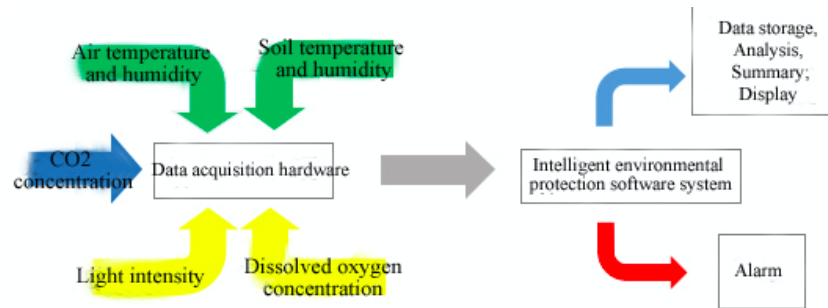 Air temperature
and humidity
Soil temperature
and humidity
CO2
concentration
Data acquisition hardware
Light intensity
Dissolved oxygen
concentration
Intelligent environmental
protection software system
Data storage,
Analysis,
Summary;
Display
Alarm